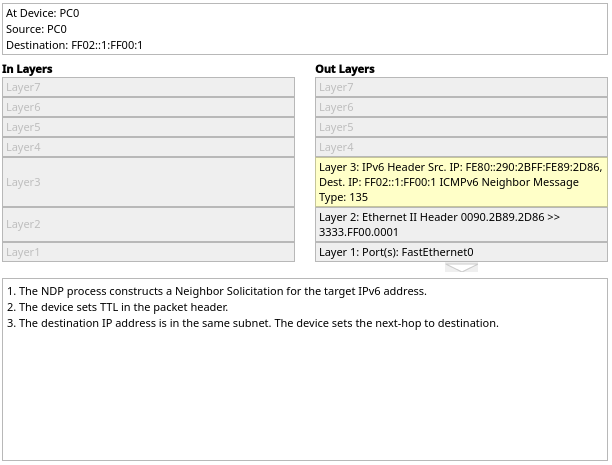 At Device: PC0
Source: PC0
Destination: FF02::1:FF00:1
In Layers
Layer7
Layer6
Layer5
Layer4
Layer3
Layer2
Layer1
Out Layers
Layer7
Layer6
Layer5
Layer4
Layer 3: IPv6 Header Src. IP: FE80::290:2BFF:FE89:2D86,
Dest. IP: FF02::1:FF00:1 ICMPv6 Neighbor Message
Type: 135
Layer 2: Ethernet II Header 0090.2B89.2D86 >>
3333.FF00.0001
Layer 1: Port(s): FastEthernet0
1. The NDP process constructs a Neighbor Solicitation for the target IPv6 address.
2. The device sets TTL in the packet header.
3. The destination IP address is in the same subnet. The device sets the next-hop to destination.